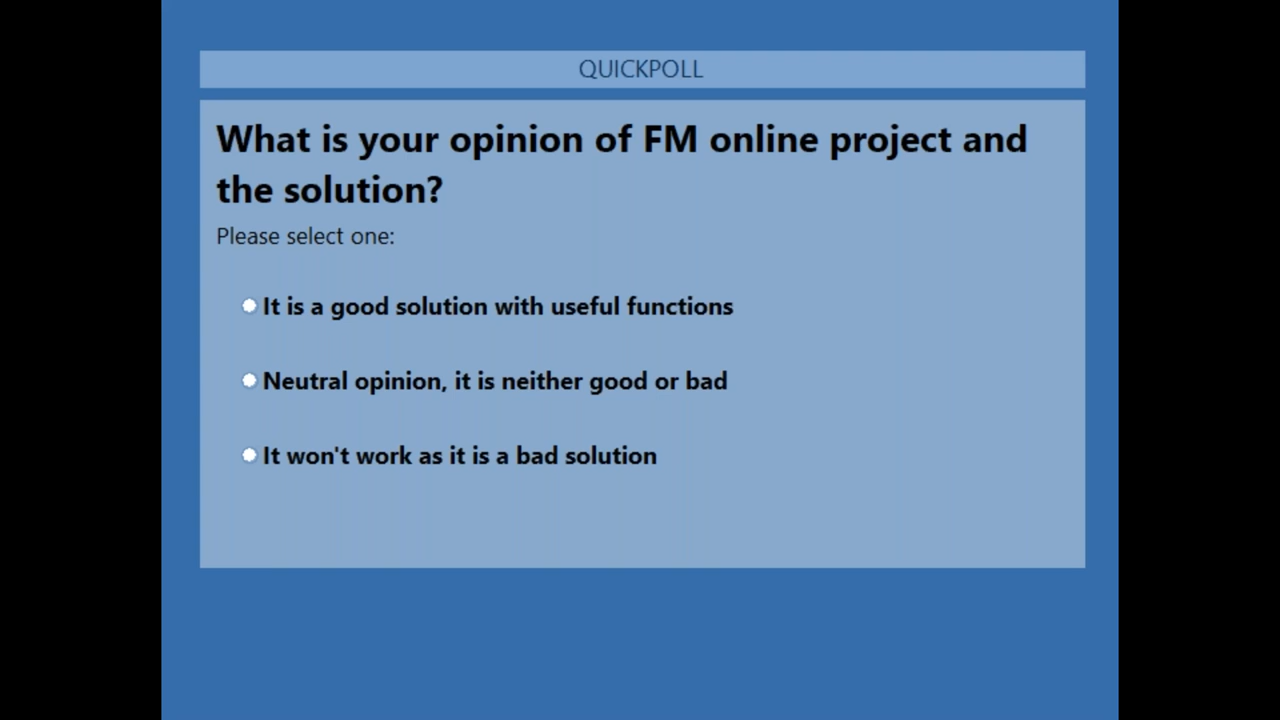 QUICKPOLL
What is your opinion of FM online project and
the solution?
Please select one:
It is a good solution with useful functions
Neutral opinion, it is neither good or bad
It won't work as it is a bad solution